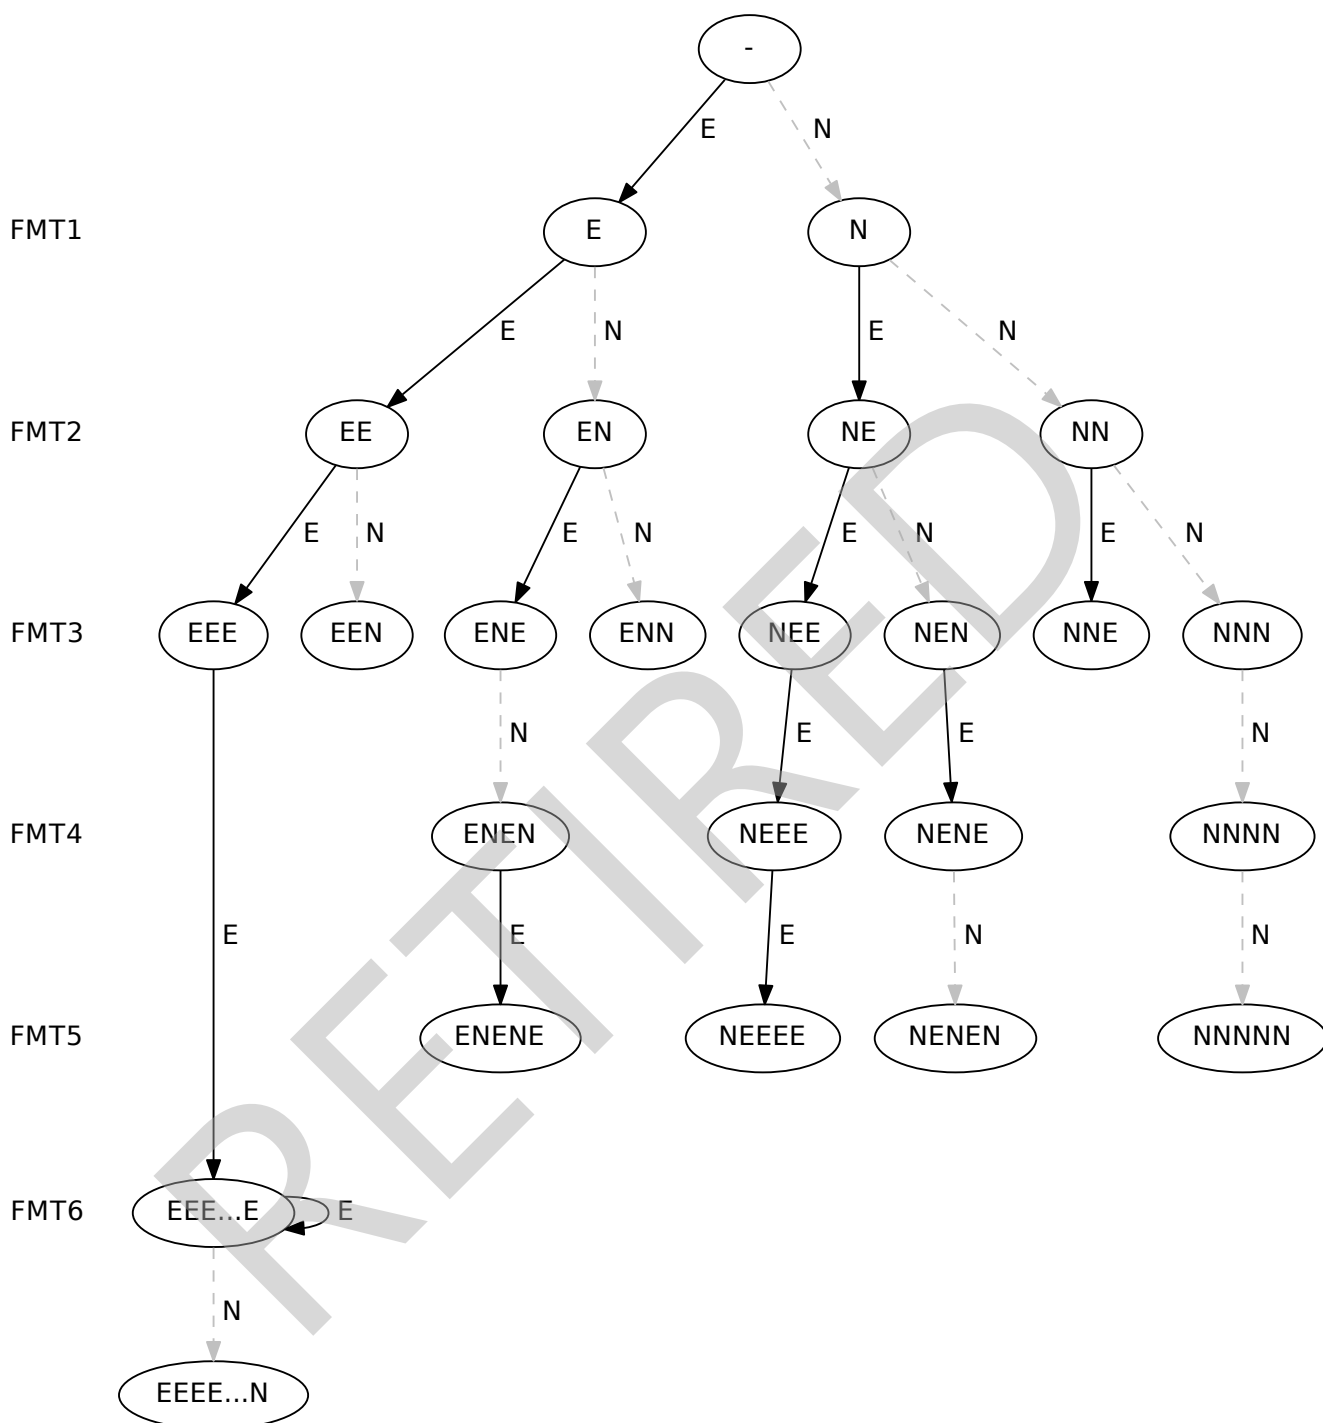 -
E N
FMT1 E N
E N E N
FMT2 EE EN NE NN
E N E N E N E N
FMT3 EEE EEN ENE ENN NEE NEN NNE NNN
N E E N
FMT4 ENEN NEEE NENE NNNN
E E E N N
FMT5 ENENE NEEEE NENEN NNNNN
FMT6 EEE...E E
N
EEEE...N
RETIRED